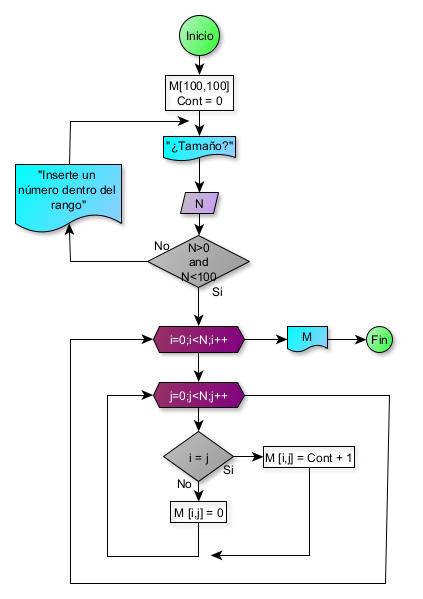 Inicio
M[100,100]
Cont = 0
"¿Tamaño?"
"Inserte un
número dentro del
rango"
N
No
N>0
and
N<100
Si
i=0;i<N;i++
M
Fin
j=0;j<N;j++
i = j
Si
M [i,j] = Cont + 1
No
M [i,j] = 0